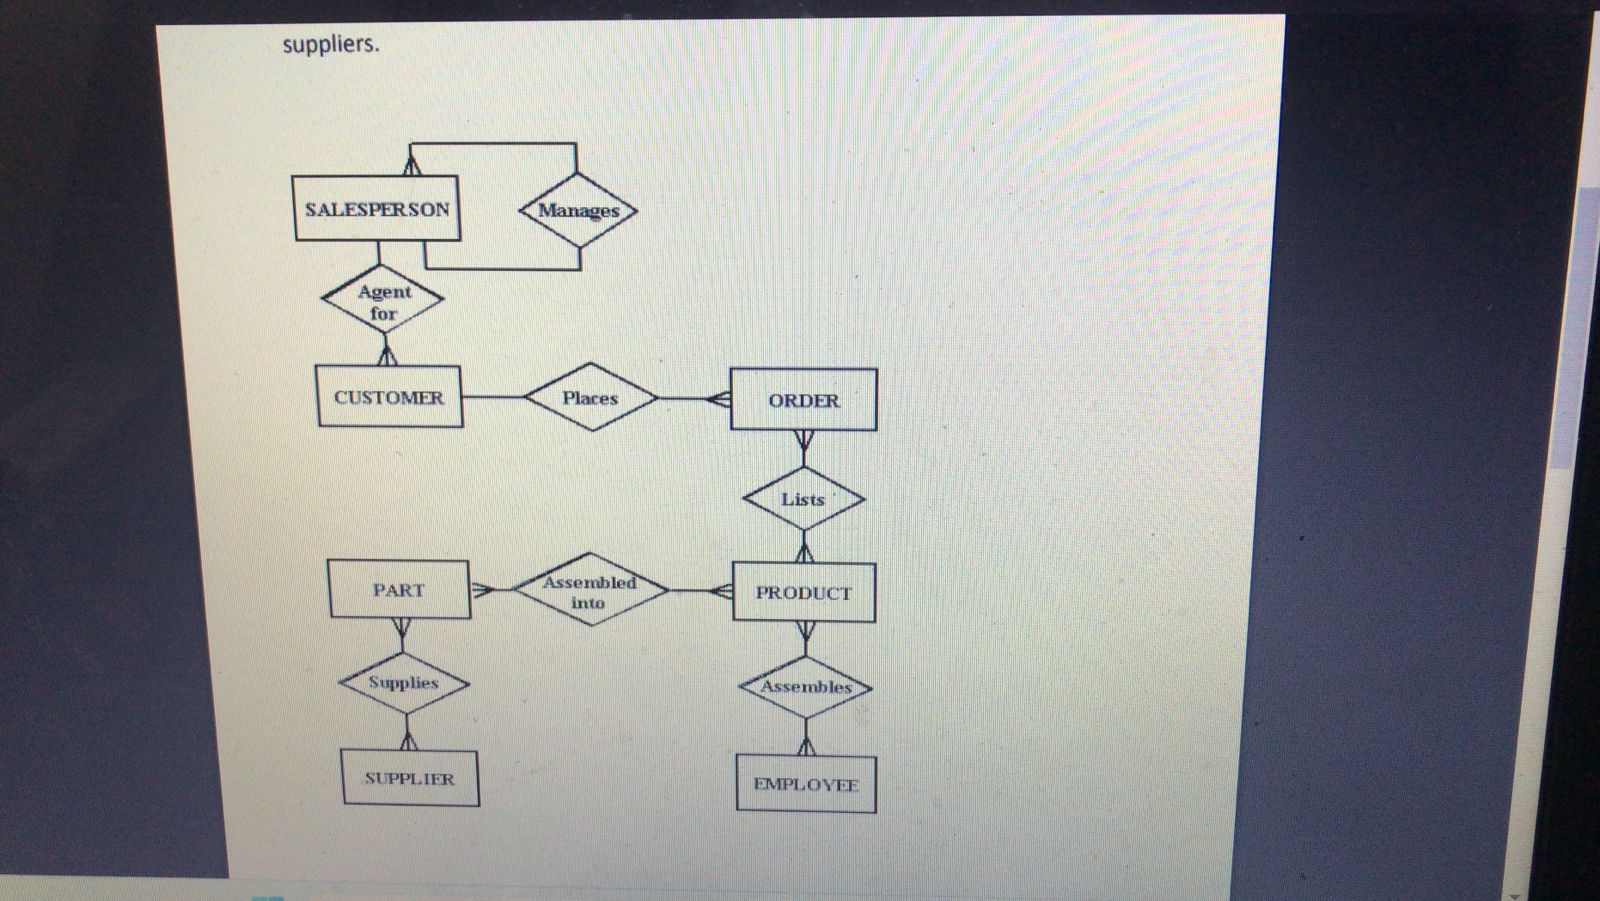 suppliers.
SALESPERSON
Manages
Agent
for
CUSTOMER
Places
ORDER
Lists
PART
Assembled
into
PRODUCT
Supplies
Assembles
SUPPLIER
EMPLOYEE